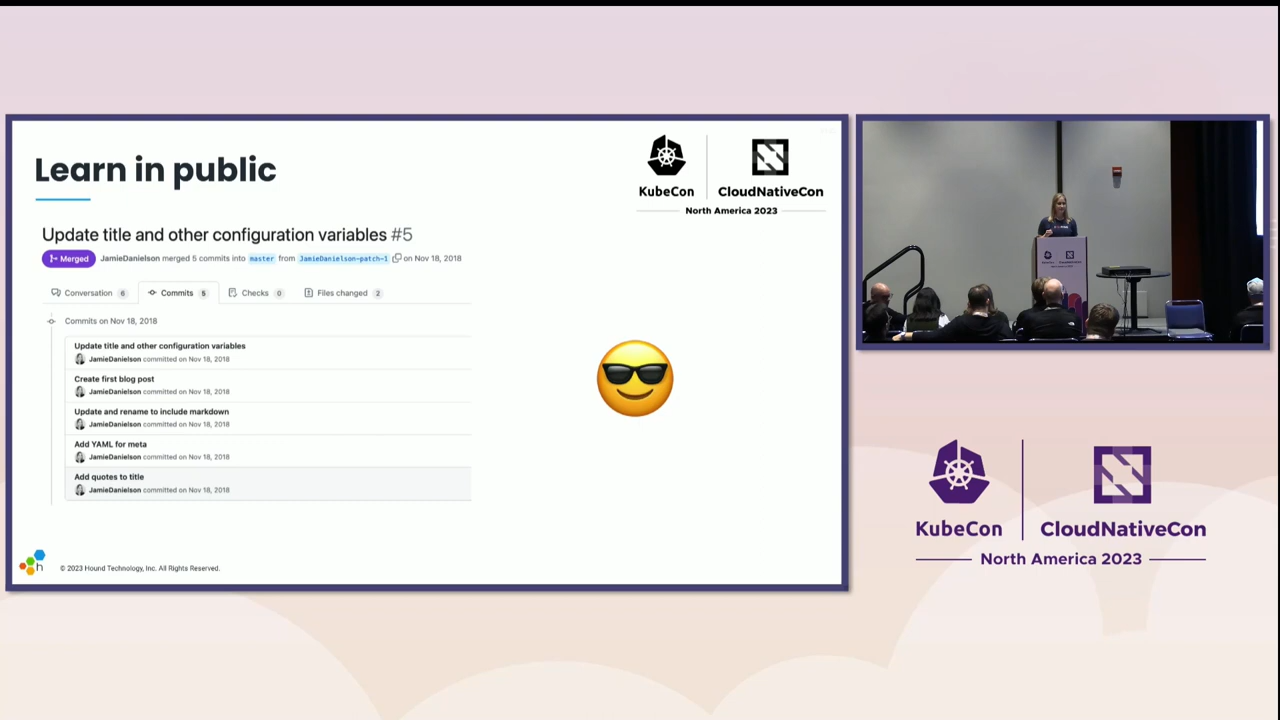 Learn in public
KubeCon
CloudNativeCon
North America 2023
Update title and other configuration variables #5
Merged JamieDanielson merged 5 commits into master from JamieDanielson-patch-1 on Nov 18, 2018
Conversation 6 Commits 5 Checks 0 Files changed 2
Commits on Nov 18, 2018
Update title and other configuration variables
JamieDanielson committed on Nov 18, 2018
Create first blog post
JamieDanielson committed on Nov 18, 2018
Update and rename to include markdown
JamieDanielson committed on Nov 18, 2018
Add YAML for meta
JamieDanielson committed on Nov 18, 2018
Add quotes to title
JamieDanielson committed on Nov 18, 2018
h
© 2023 Hound Technology, Inc. All Rights Reserved.
KubeCon
CloudNativeCon
North America 2023